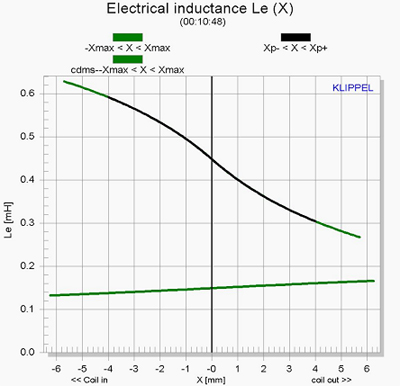 Electrical inductance Le (X)
(00:10:48)
-Xmax < X < Xmax
Xp- < X < Xp+
cdms--Xmax < X < Xmax
KLIPPEL
0.6
0.5
0.4
0.3
0.2
0.1
0.0
Le [mH]
-6 -5 -4 -3 -2 -1 -0 1 2 3 4 5 6
<< Coil in X [mm] coil out >>